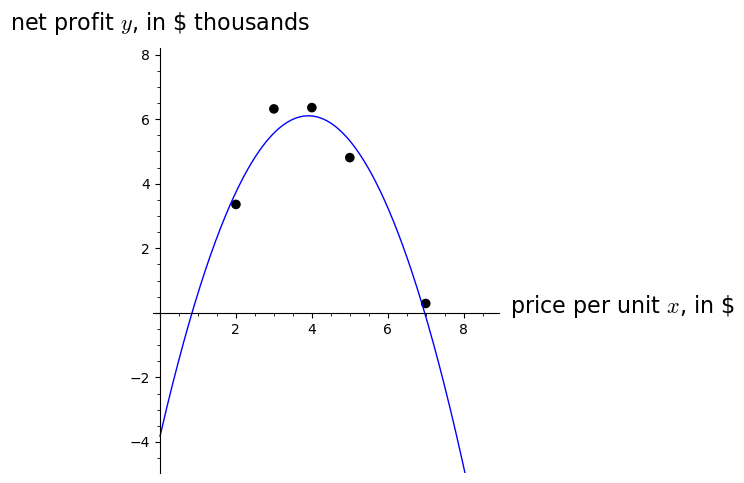 net profit y, in $ thousands
8
6
4
2
price per unit x, in $
2 4 6 8
−2
−4